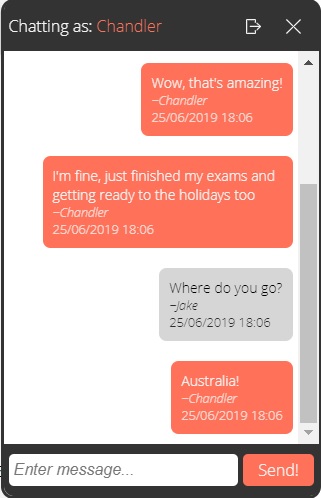 Chatting as: Chandler
Wow, that's amazing!
~Chandler
25/06/2019 18:06
I'm fine, just finished my exams and
getting ready to the holidays too
~Chandler
25/06/2019 18:06
Where do you go?
~Jake
25/06/2019 18:06
Australia!
~Chandler
25/06/2019 18:06
Enter message...
Send!